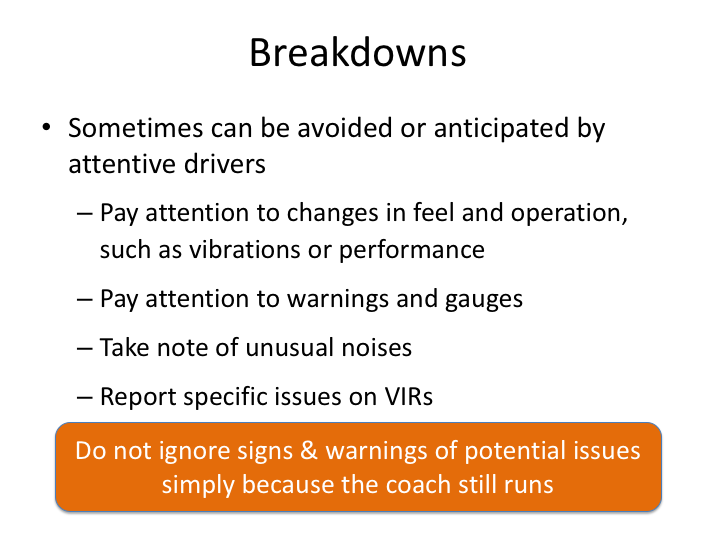 Breakdowns
• Sometimes can be avoided or anticipated by
attentive drivers
– Pay attention to changes in feel and operation,
such as vibrations or performance
– Pay attention to warnings and gauges
– Take note of unusual noises
– Report specific issues on VIRs
Do not ignore signs & warnings of potential issues
simply because the coach still runs